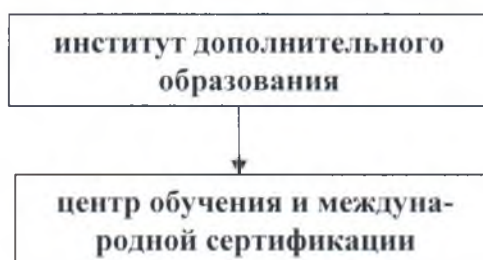 институт дополнительного
образования
центр обучения и междуна-
родной сертификации